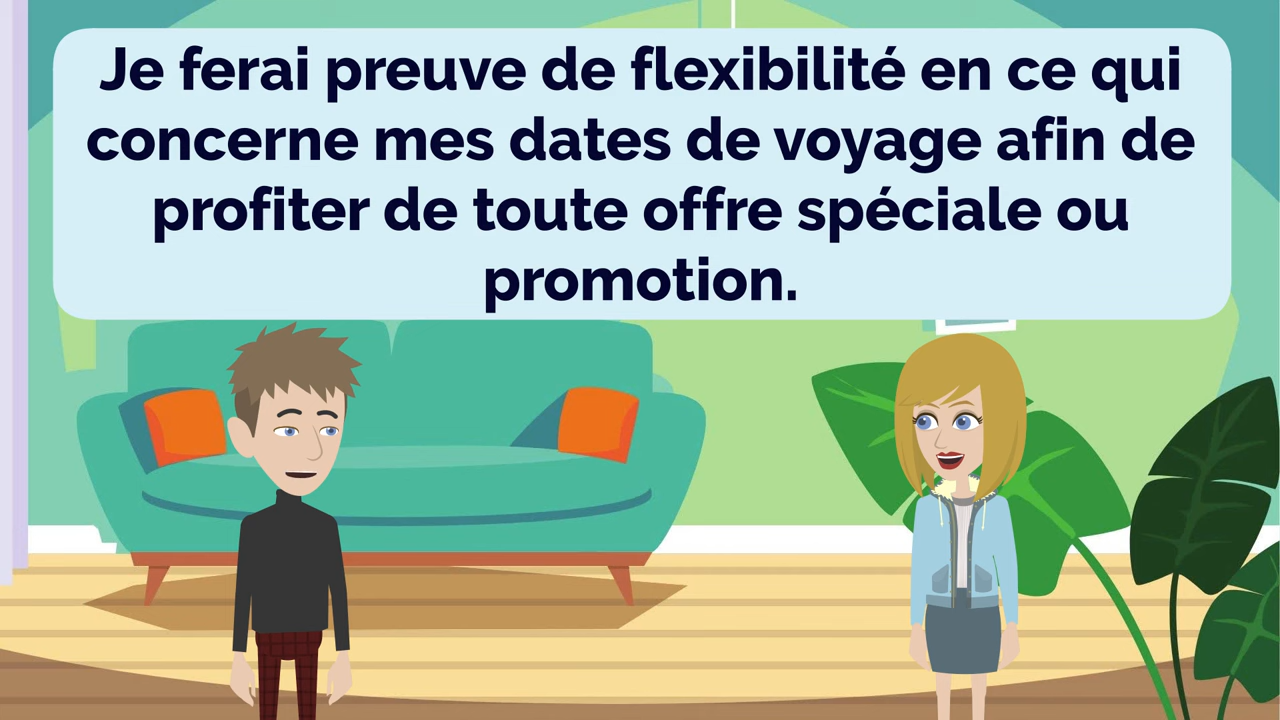 Je ferai preuve de flexibilité en ce qui
concerne mes dates de voyage afin de
profiter de toute offre spéciale ou
promotion.